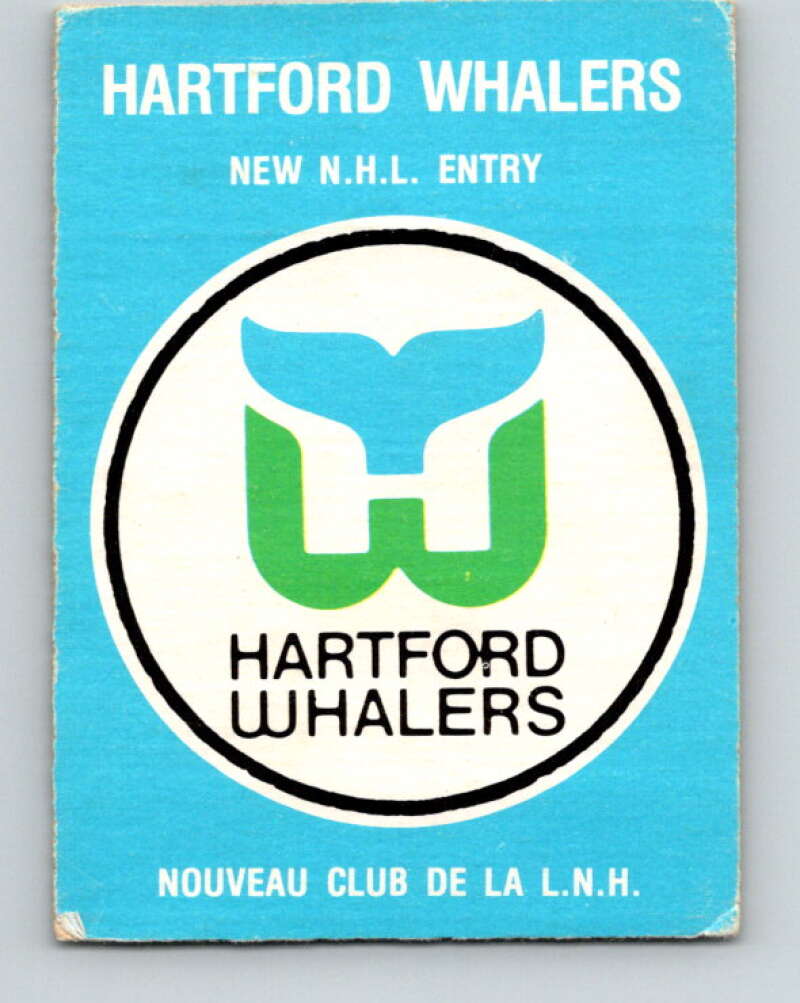 HARTFORD WHALERS
NEW N.H.L. ENTRY
HARTFORD
WHALERS
NOUVEAU CLUB DE LA L.N.H.